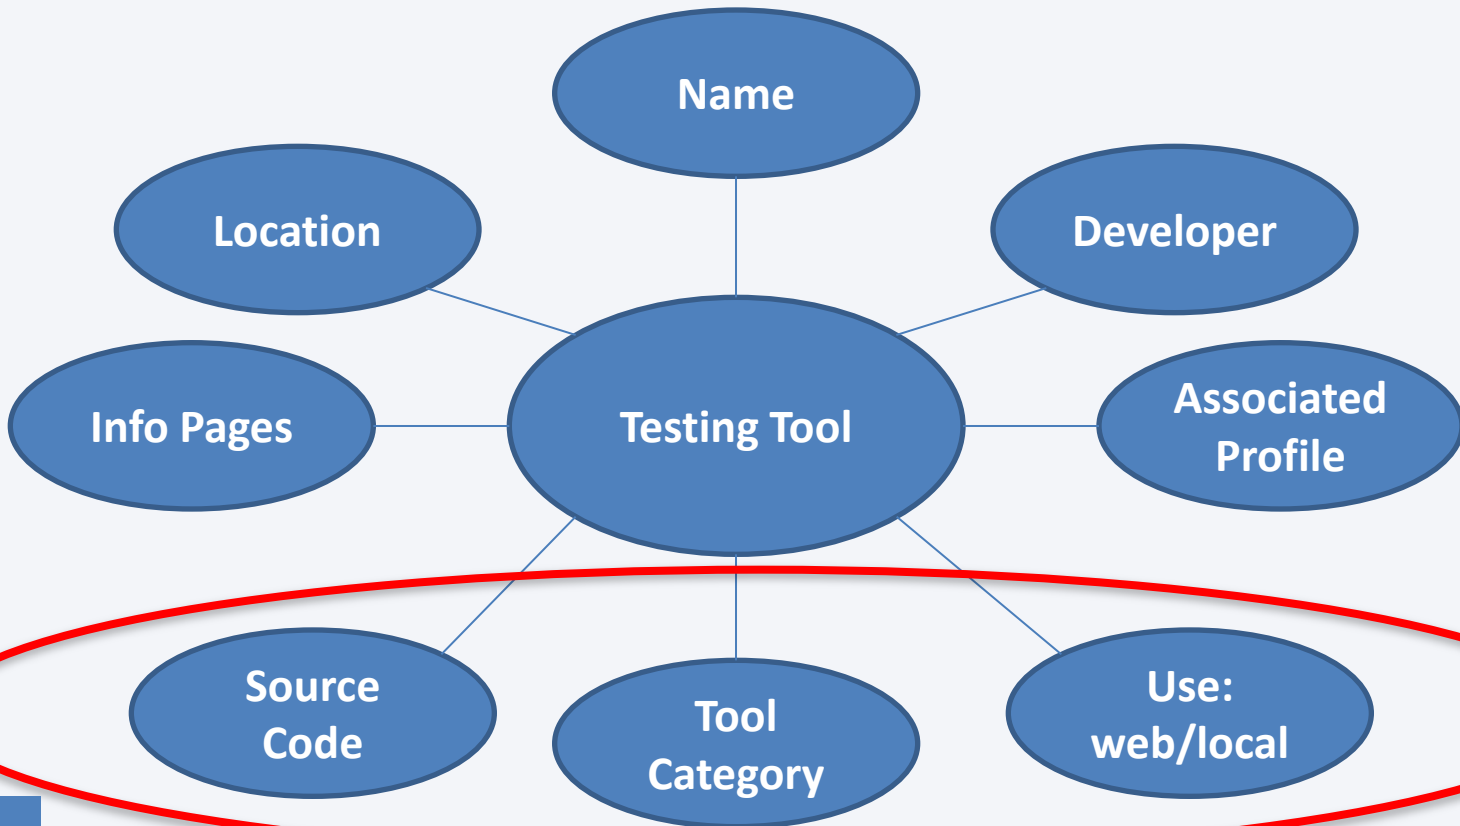 Name
Location
Developer
Info Pages
Testing Tool
Associated
Profile
Source
Code
Tool
Category
Use:
web/local